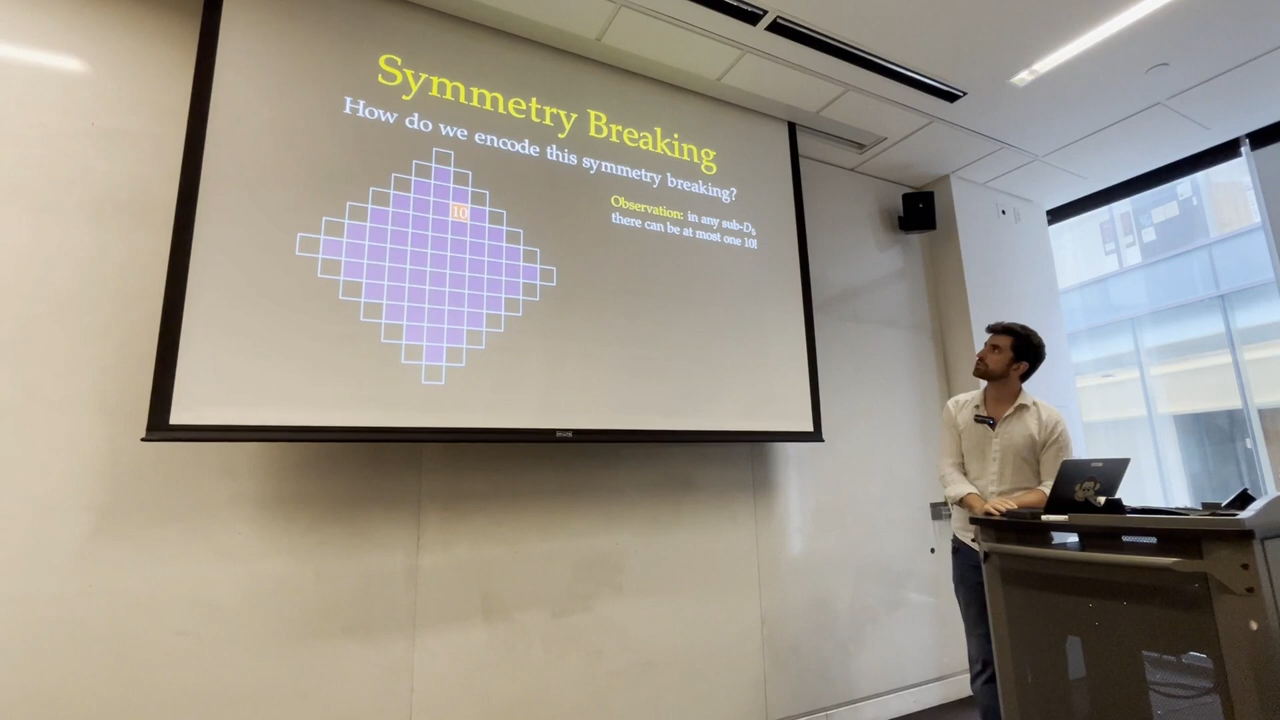 Symmetry Breaking
How do we encode this symmetry breaking?
10
Observation: in any sub-D₅
there can be at most one 10!